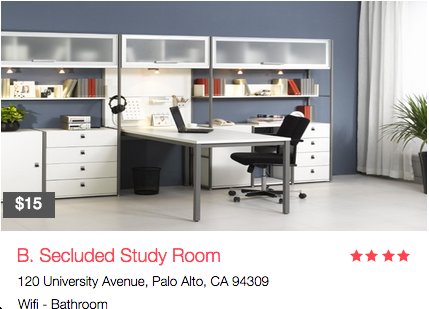 $15
B. Secluded Study Room
120 University Avenue, Palo Alto, CA 94309
Wifi - Bathroom